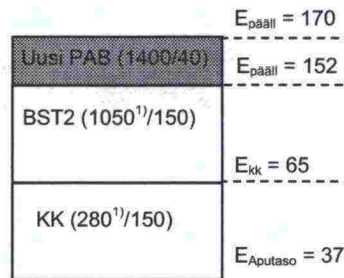 E_pääll = 170
Uusi PAB (1400/40)
E_pääll = 152
BST2 (1050¹⁾/150)
E_kk = 65
KK (280¹⁾/150)
E_Aputaso = 37